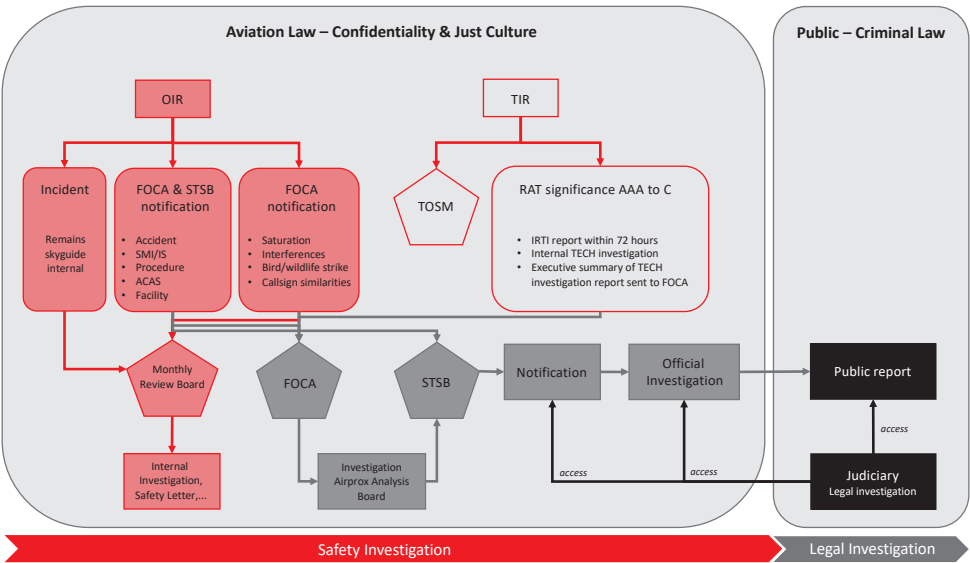 Aviation Law – Confidentiality & Just Culture
Public – Criminal Law
OIR
TIR
Incident
Remains
skyguide
internal
FOCA & STSB
notification
• Accident
• SMI/IS
• Procedure
• ACAS
• Facility
FOCA
notification
• Saturation
• Interferences
• Bird/wildlife strike
• Callsign similarities
TOSM
RAT significance AAA to C
• IRTI report within 72 hours
• Internal TECH investigation
• Executive summary of TECH
investigation report sent to FOCA
Monthly
Review Board
FOCA
STSB
Notification
Official
Investigation
Public report
Internal
Investigation,
Safety Letter,...
Investigation
Airprox Analysis
Board
access
access
access
Judiciary
Legal investigation
Safety Investigation
Legal Investigation